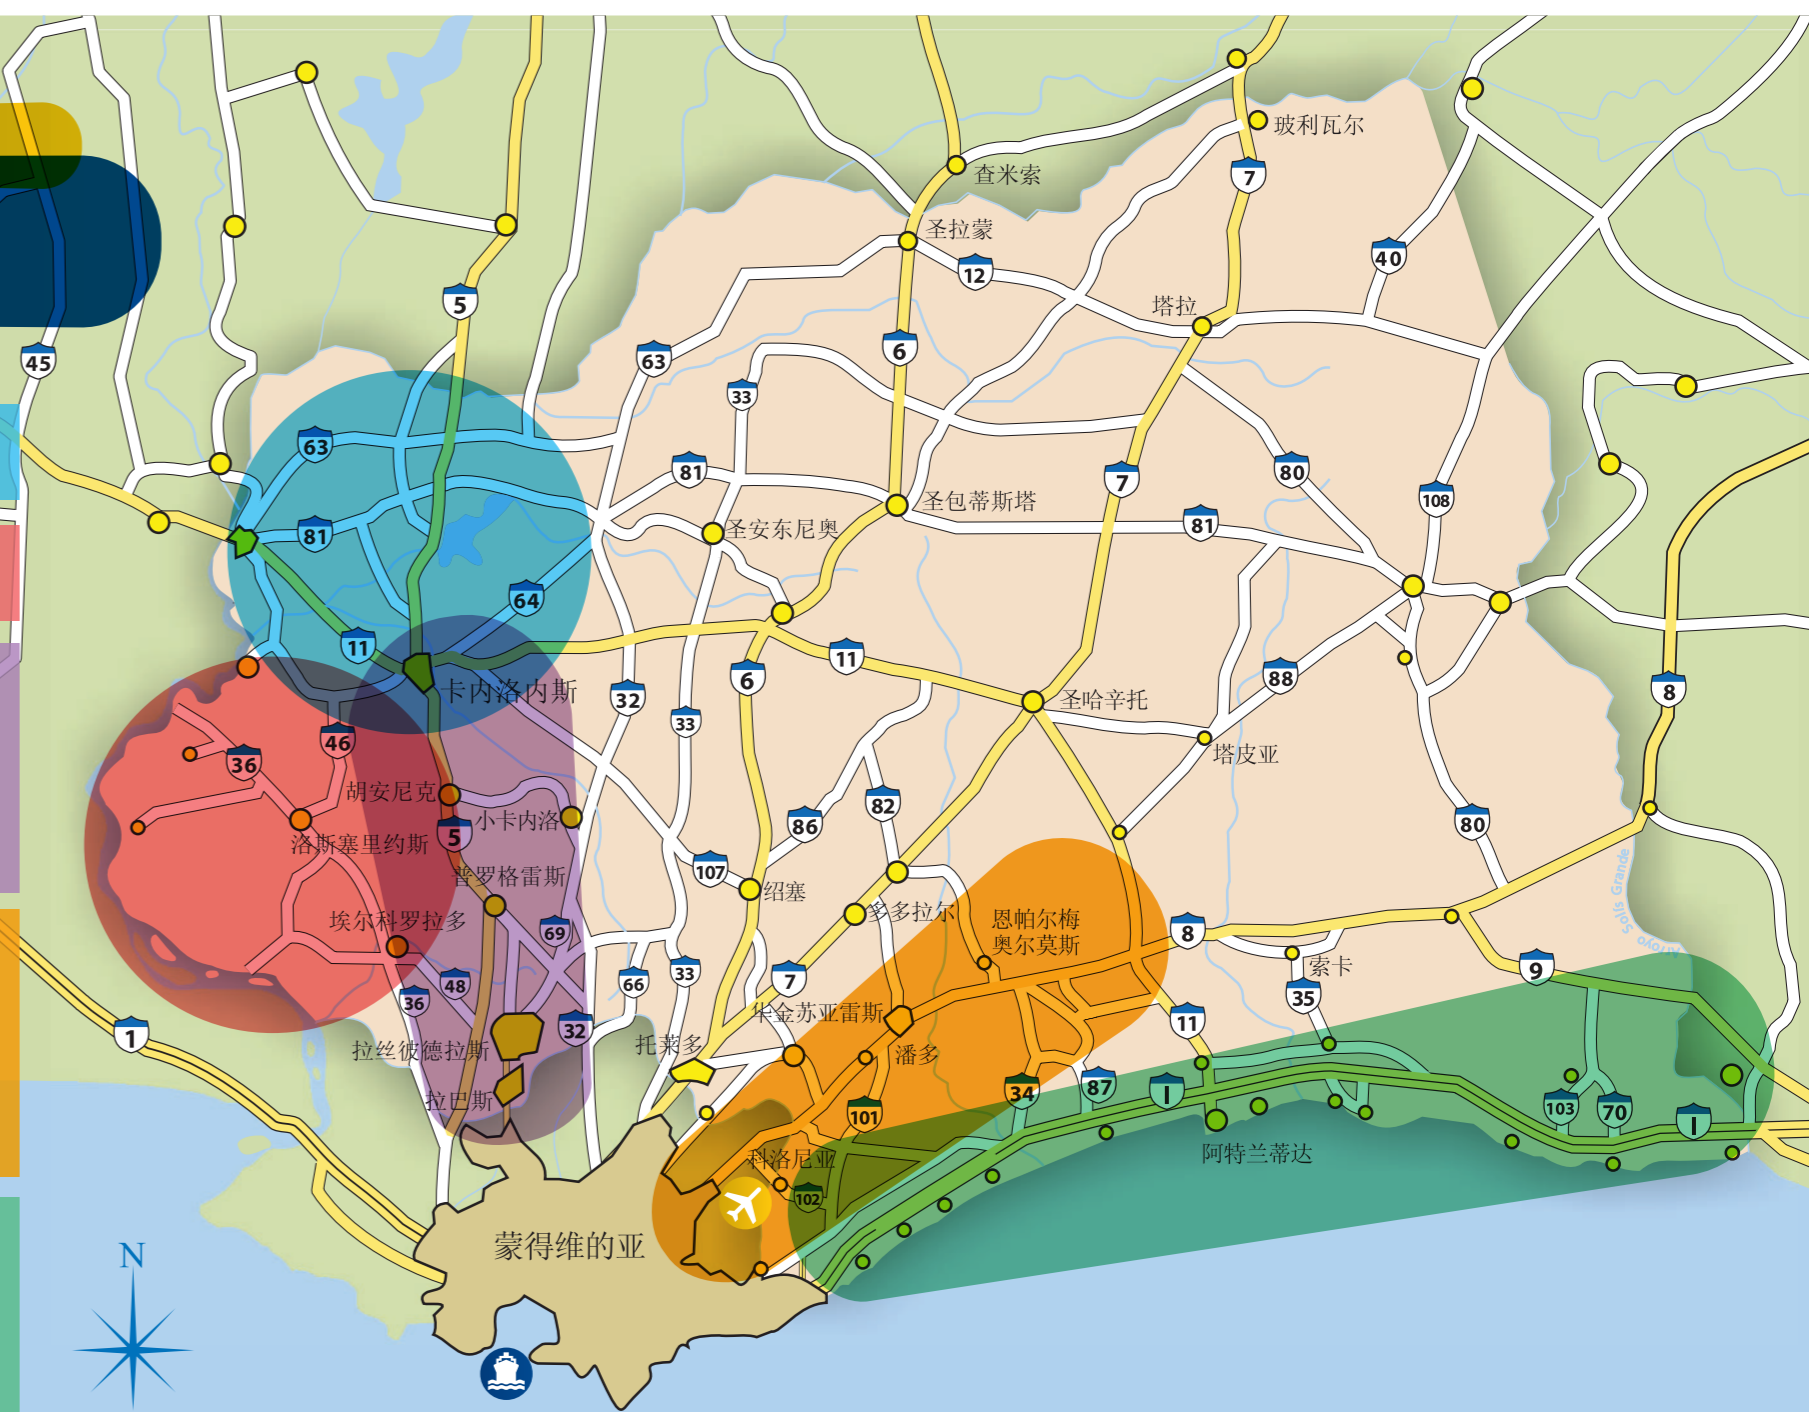 玻利瓦尔
7
查米索
圣拉蒙
40
12
5
塔拉
6
45
63
33
63
81
80
7
108
圣包蒂斯塔
81
圣安东尼奥
81
64
11
11
6
88
8
卡内洛内斯
32
圣哈辛托
33
46
塔皮亚
36
胡安尼克
82
小卡内洛
86
80
5
洛斯塞里约斯
107
普罗格雷斯
绍塞
Arroyo Solís Grande
埃尔科罗拉多
多多拉尔
恩帕尔梅
奥尔莫斯
69
8
索卡
9
48
66
33
7
35
36
华金苏亚雷斯
11
32
1
托莱多
拉丝彼德拉斯
潘多
34
87
I
拉巴斯
101
103
70
I
阿特兰蒂达
科洛尼亚
102
蒙得维的亚
N